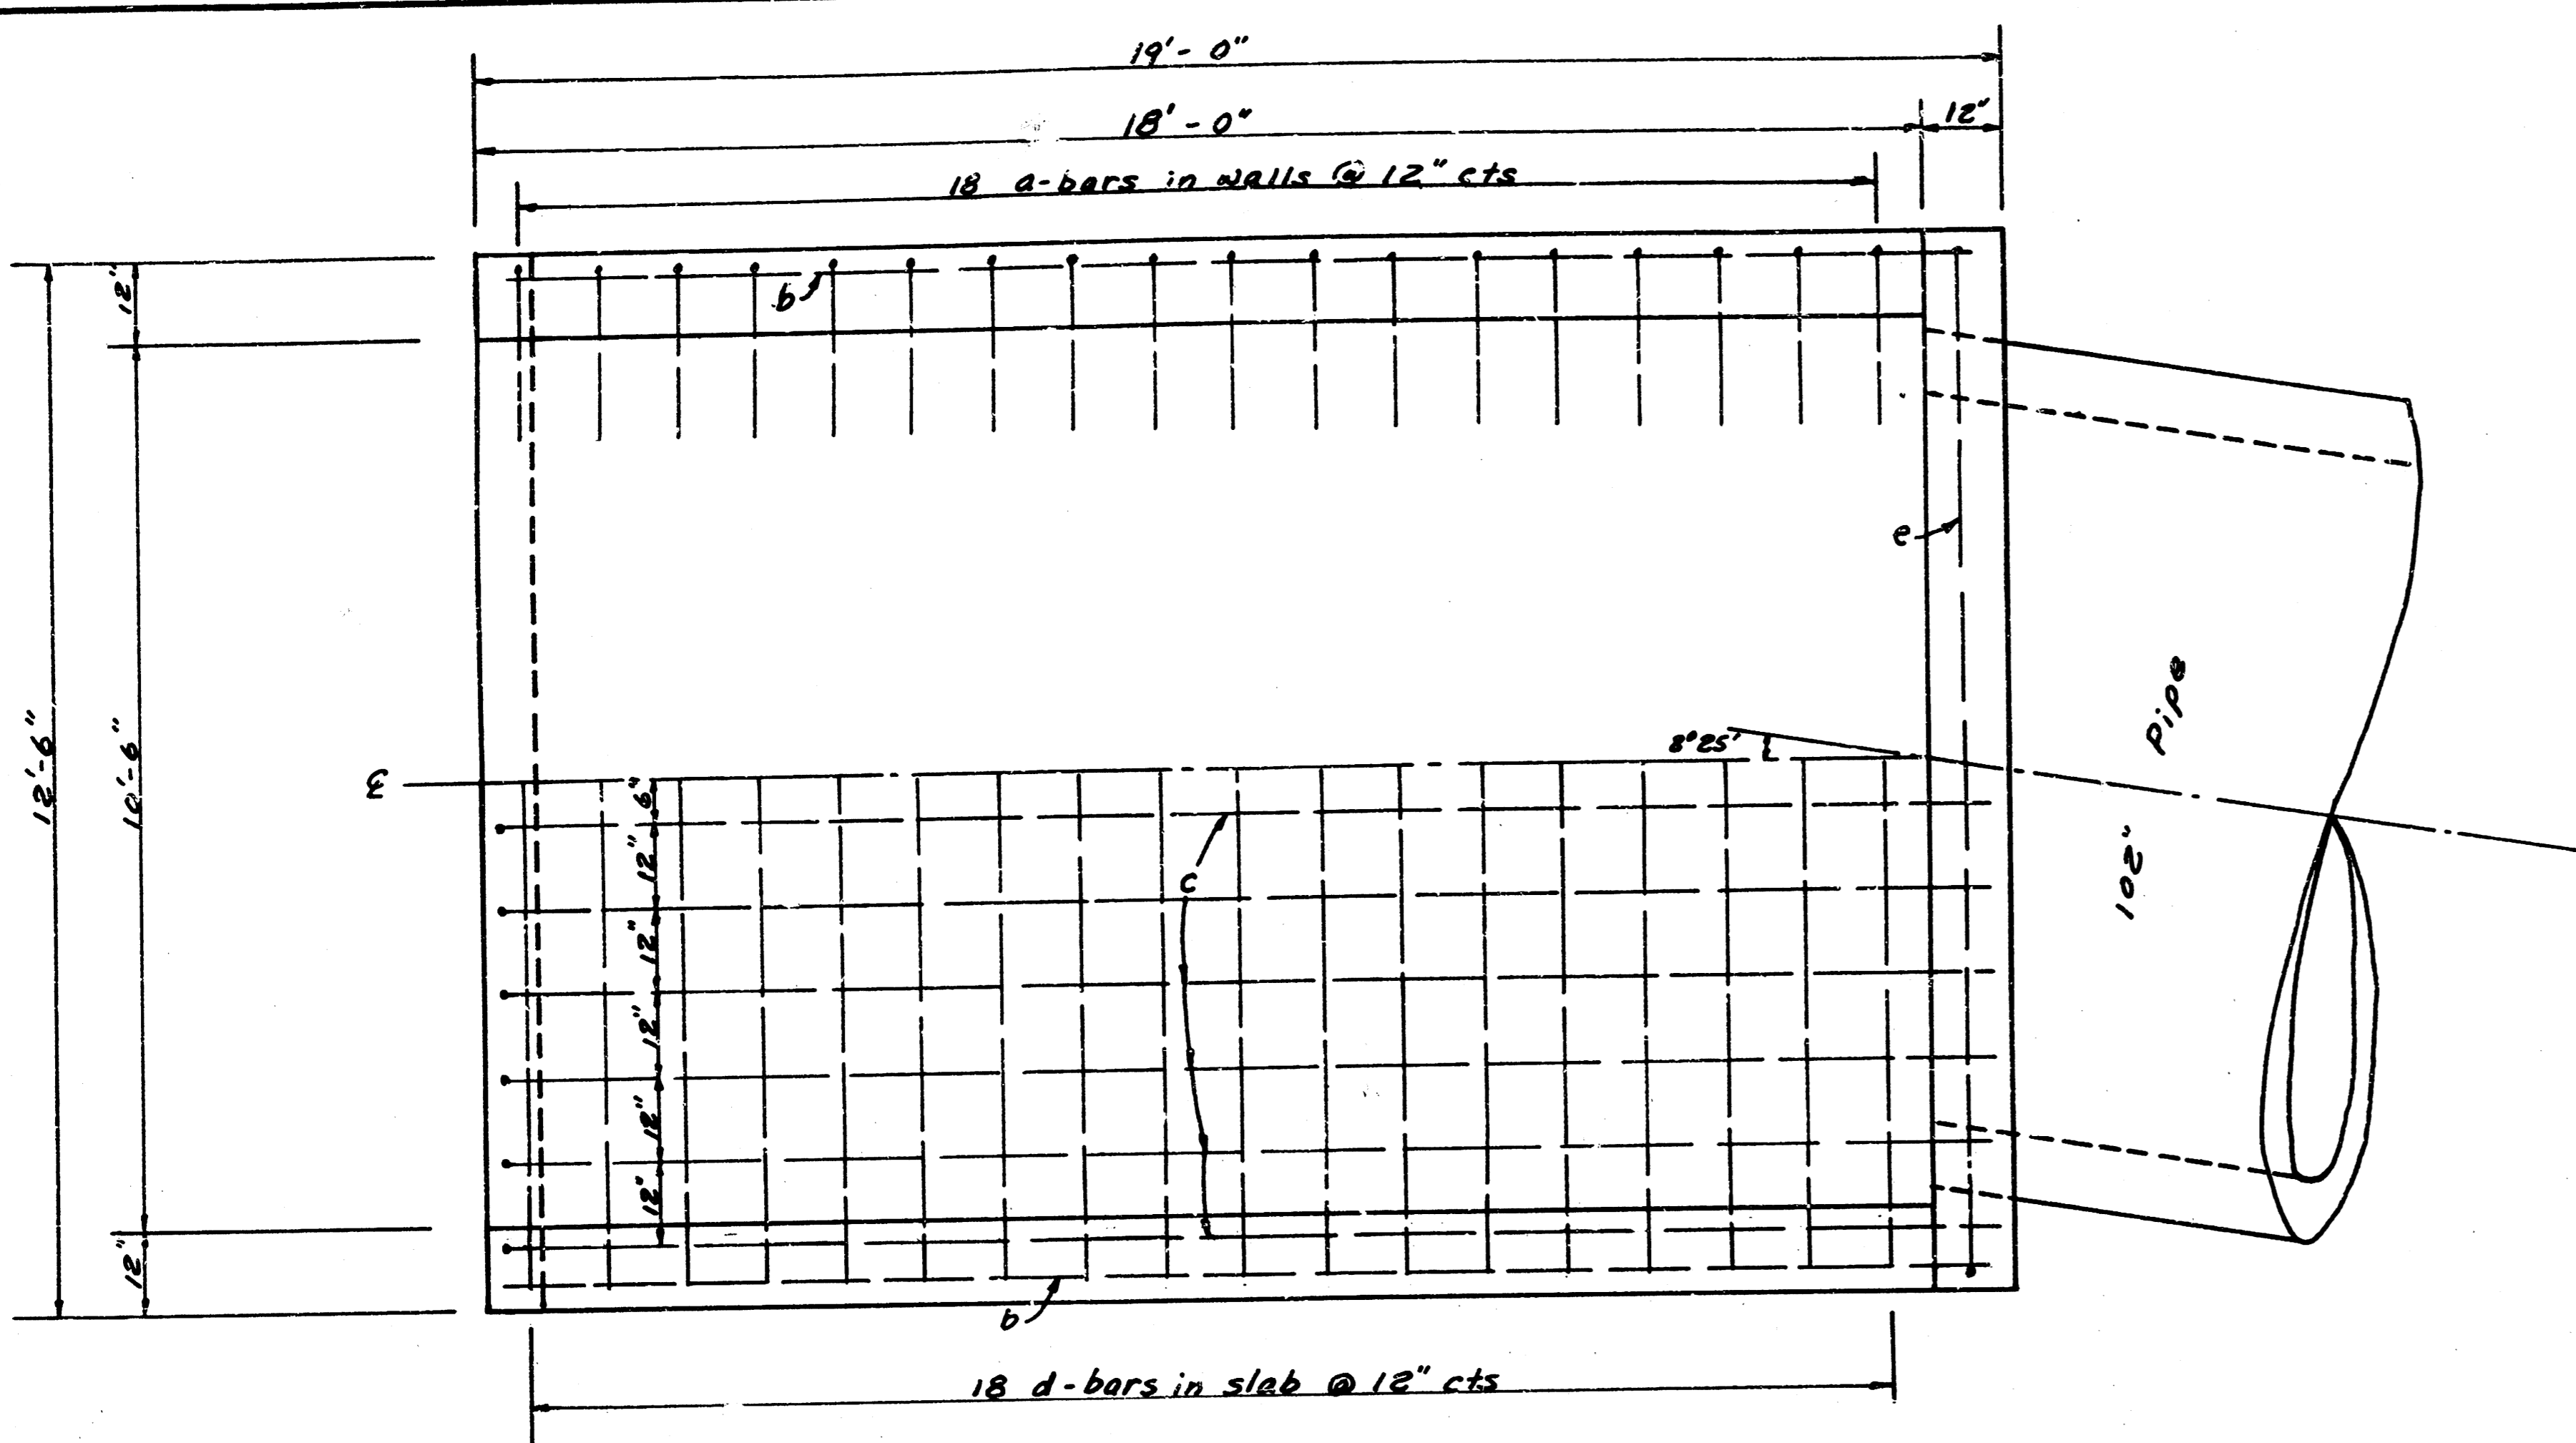 19'- 0"
18'- 0"
12"
18 a-bars in walls @ 12" cts
12"
b
e
12'-6"
10'-6"
Pipe
8°25'
℄
6"
12"
c
102"
12"
12"
12"
12"
12"
b
18 d-bars in slab @ 12" cts